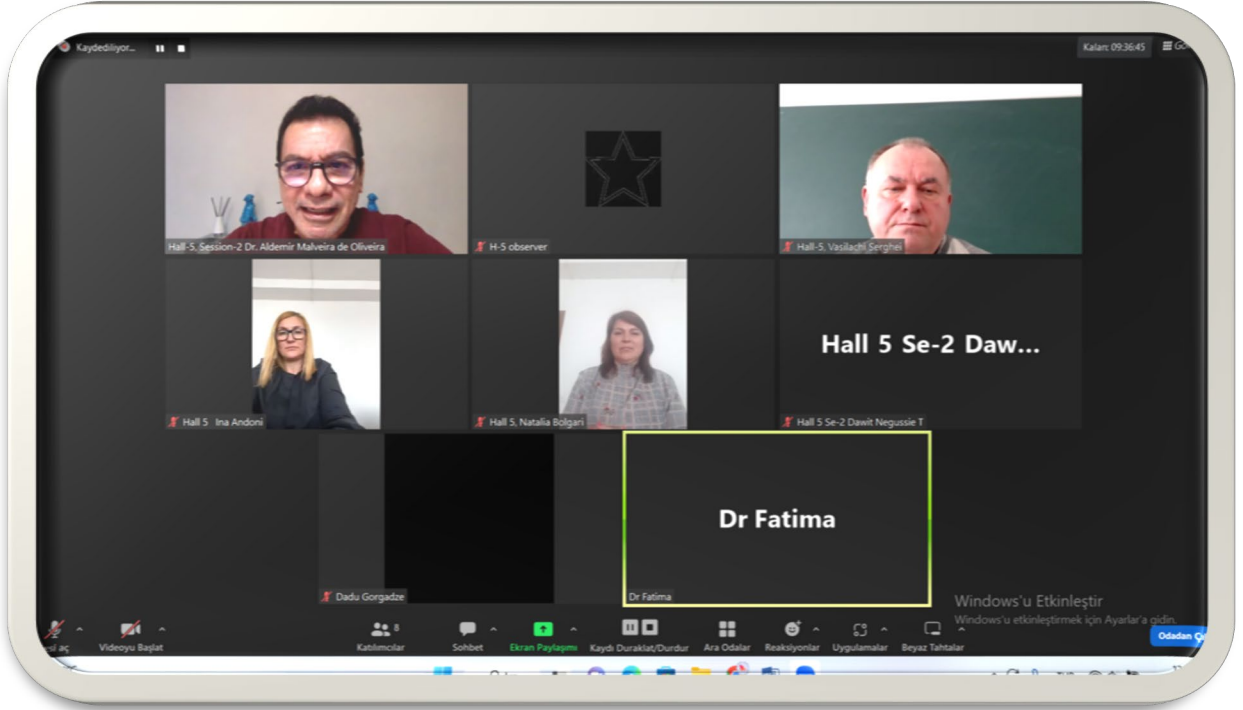 Kaydediliyor...
Kalan: 09:36:45
Hall-5, Session-2 Dr. Aldemir Malveira de Oliveira
H-5 observer
Hall-5, Vasilachi Serghei
Hall 5 Ina Andoni
Hall 5, Natalia Bolgari
Hall 5 Se-2 Daw...
Hall 5 Se-2 Dawit Negussie T
Dadu Gorgadze
Dr Fatima
Dr Fatima
Windows'u Etkinleştir
Windows'u etkinleştirmek için Ayarlar'a gidin.
Videoyu Başlat
Katılımcılar
8
Sohbet
Ekran Paylaşımı
Kaydı Duraklat/Durdur
Ara Odalar
Reaksiyonlar
Uygulamalar
Beyaz Tahtalar
Odadan